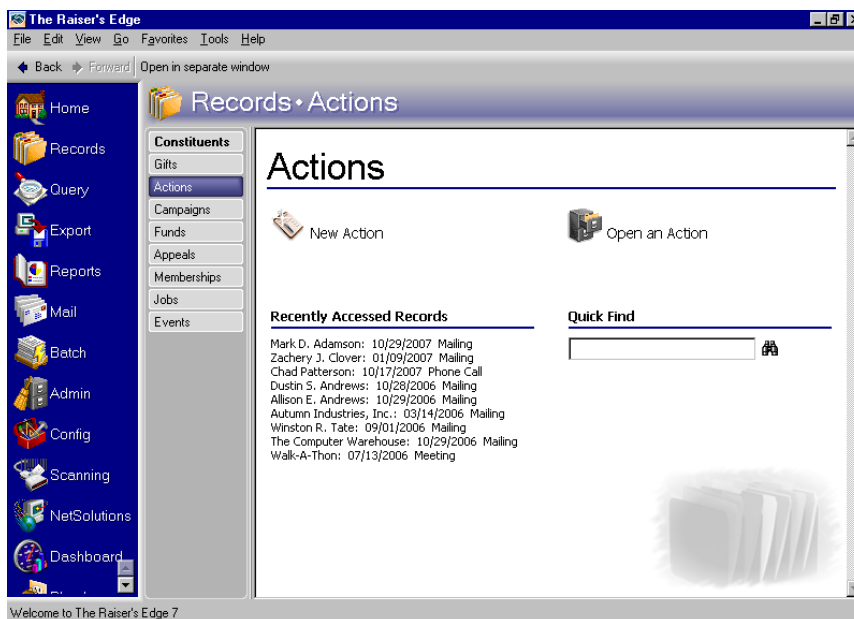 The Raiser's Edge
File Edit View Go Favorites Tools Help
Back Forward Open in separate window
Records • Actions
Home
Records
Query
Export
Reports
Mail
Batch
Admin
Config
Scanning
NetSolutions
Dashboard
Constituents
Gifts
Actions
Campaigns
Funds
Appeals
Memberships
Jobs
Events
Actions
New Action
Open an Action
Recently Accessed Records
Mark D. Adamson: 10/29/2007 Mailing
Zachery J. Clover: 01/09/2007 Mailing
Chad Patterson: 10/17/2007 Phone Call
Dustin S. Andrews: 10/28/2006 Mailing
Allison E. Andrews: 10/29/2006 Mailing
Autumn Industries, Inc.: 03/14/2006 Mailing
Winston R. Tate: 09/01/2006 Mailing
The Computer Warehouse: 10/29/2006 Mailing
Walk-A-Thon: 07/13/2006 Meeting
Quick Find
Welcome to The Raiser's Edge 7